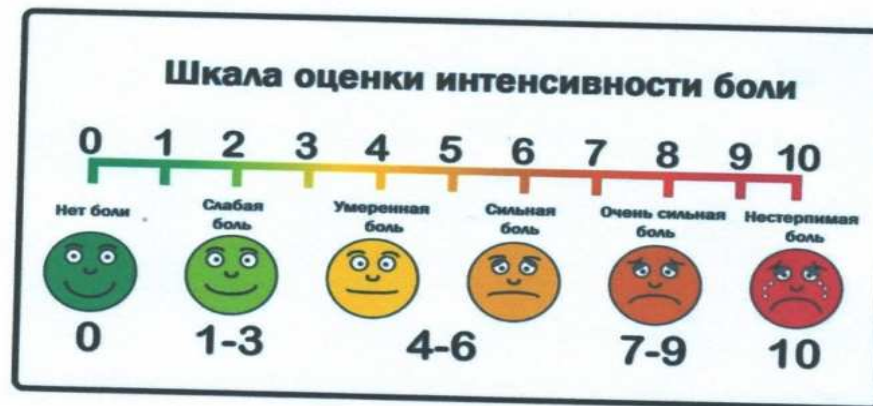 Шкала оценки интенсивности боли
0 1 2 3 4 5 6 7 8 9 10
Нет боли
Слабая
боль
Умеренная
боль
Сильная
боль
Очень сильная
боль
Нестерпимая
боль
0 1-3 4-6 7-9 10